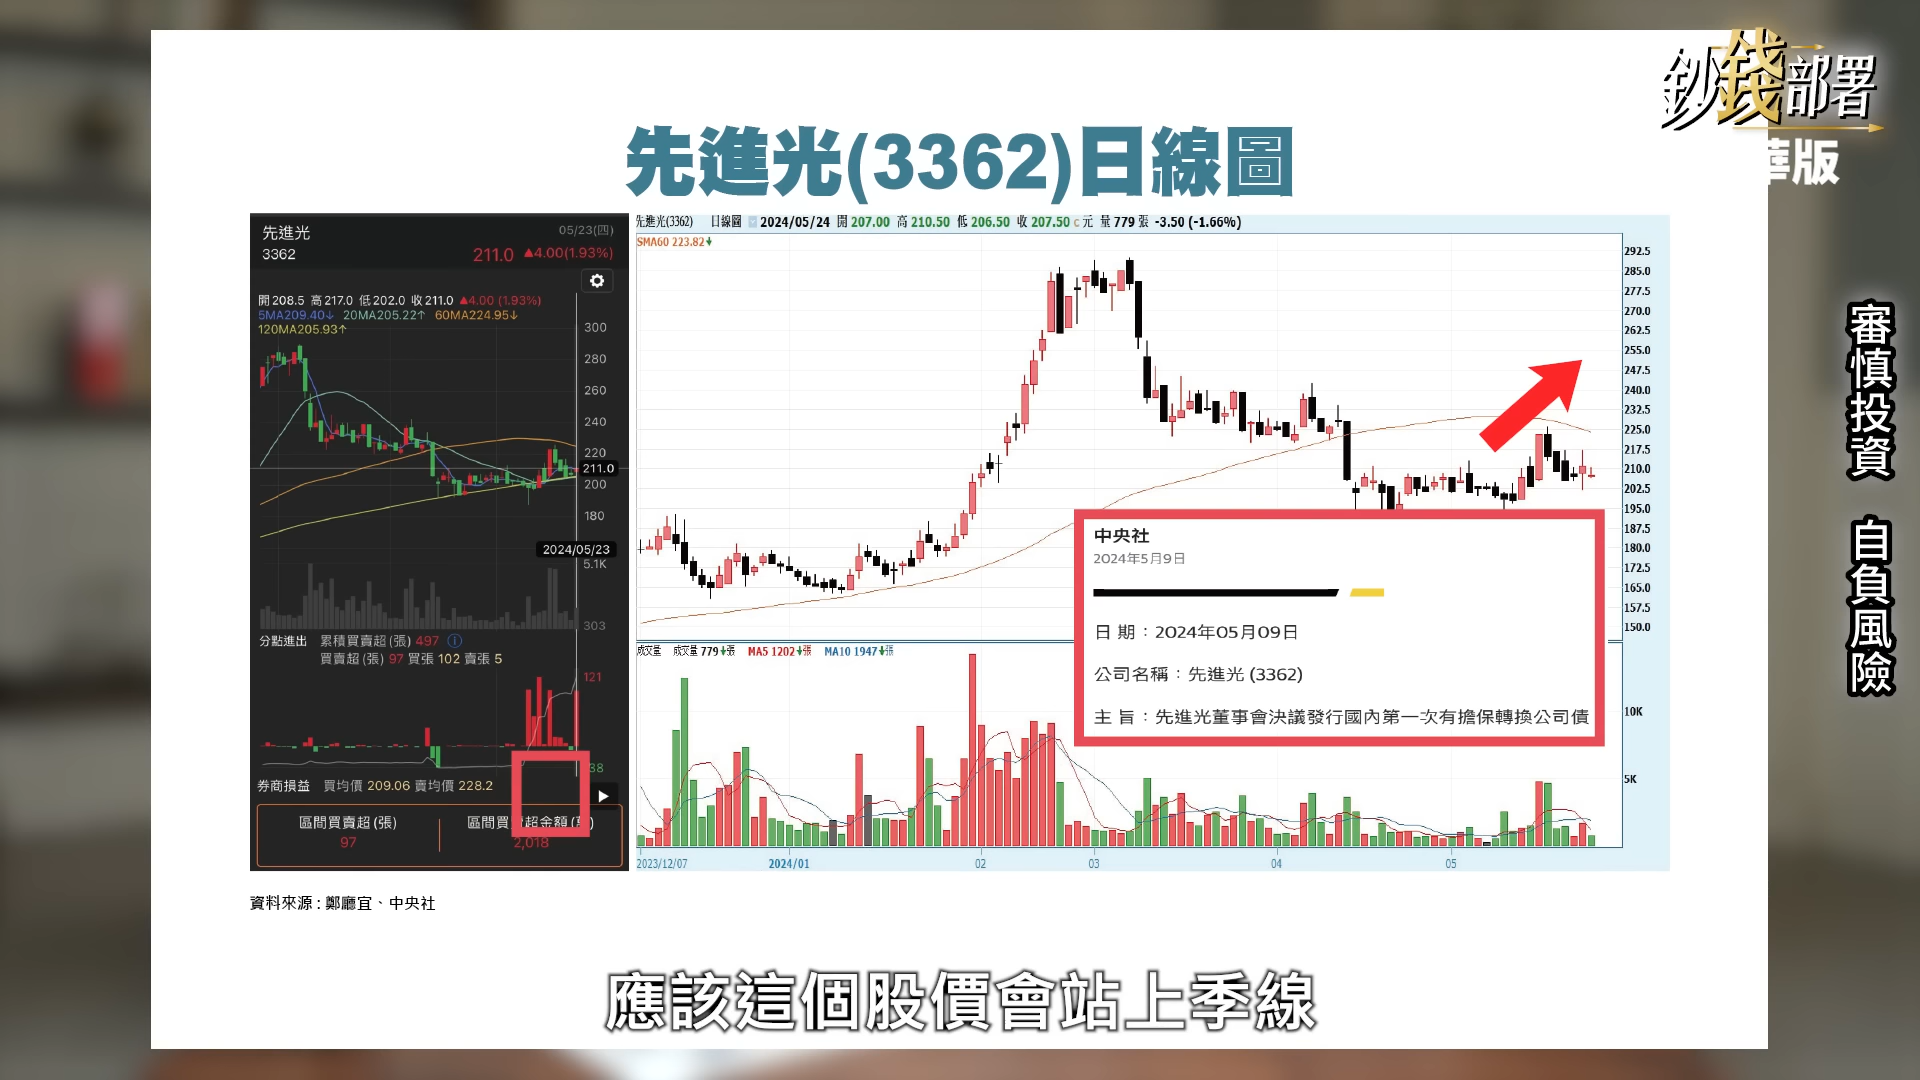 鈔錢部署
華版
先進光(3362)日線圖
先進光
05/23(四)
3362
211.0 ▲4.00(1.93%)
開208.5 高217.0 低202.0 收211.0 ▲4.00 (1.93%)
5MA209.40↓ 20MA205.22↑ 60MA224.95↓
120MA205.93↑
300
280
260
240
220
211.0
200
180
2024/05/23
5.1K
303
分點進出 累積買賣超(張) 497
買賣超(張) 97 買張 102 賣張 5
121
38
券商損益 買均價 209.06 賣均價 228.2
區間買賣超(張)
97
2,018
先進光(3362) 日線圖 2024/05/24 開 207.00 高 210.50 低 206.50 收 207.50 c 元 量 779 張 -3.50 (-1.66%)
SMA60 223.82↓
292.5
285.0
277.5
270.0
262.5
255.0
247.5
240.0
232.5
225.0
217.5
210.0
202.5
195.0
187.5
180.0
172.5
165.0
157.5
150.0
中央社
2024年5月9日
日 期：2024年05月09日
公司名稱：先進光 (3362)
主 旨：先進光董事會決議發行國內第一次有擔保轉換公司債
成交量 成交量 779↓張 MA5 1202↓張 MA10 1947↓張
10K
5K
2023/12/07 2024/01 02 03 04 05
資料來源：鄭廳宜、中央社
審慎投資 自負風險
應該這個股價會站上季線